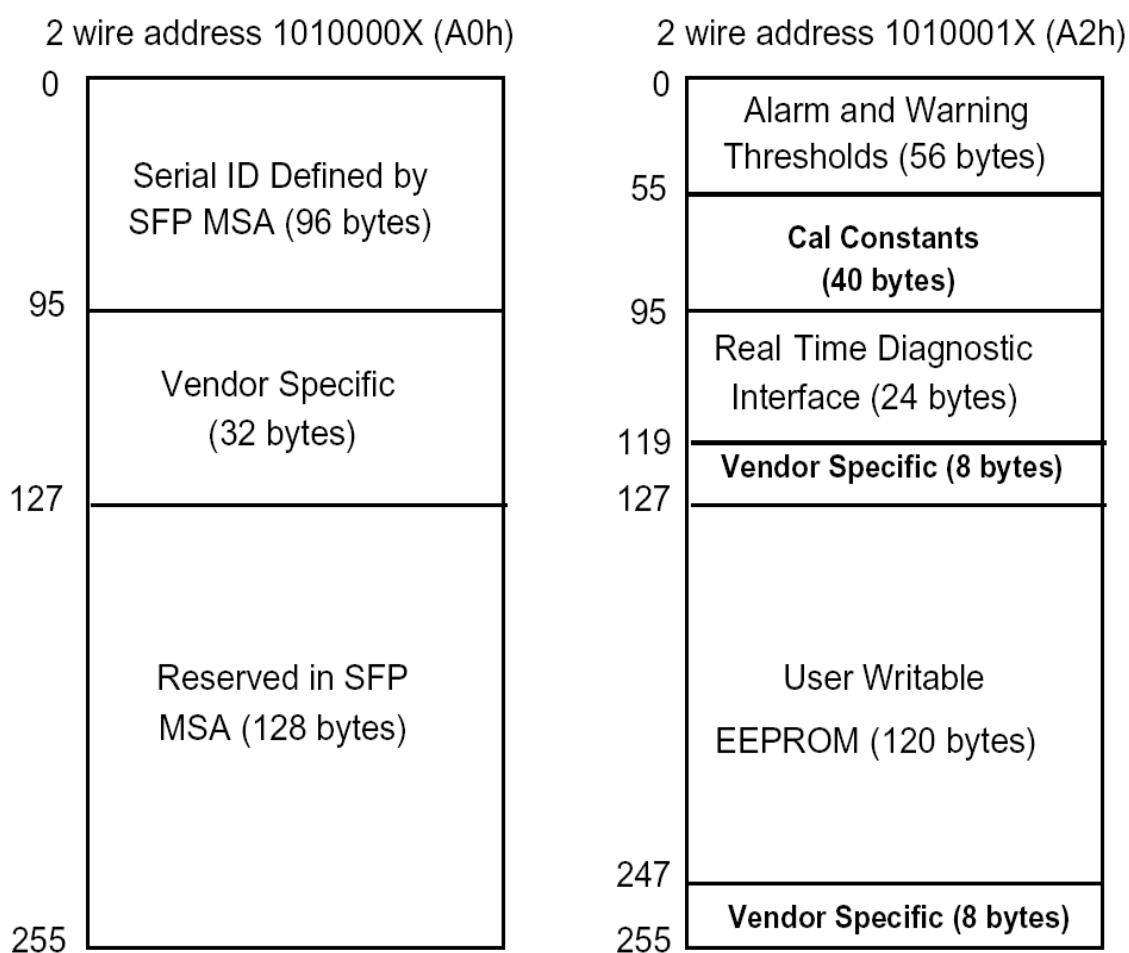 2 wire address 1010000X (A0h)
0
Serial ID Defined by
SFP MSA (96 bytes)
95
Vendor Specific
(32 bytes)
127
Reserved in SFP
MSA (128 bytes)
255
2 wire address 1010001X (A2h)
0
Alarm and Warning
Thresholds (56 bytes)
55
Cal Constants
(40 bytes)
95
Real Time Diagnostic
Interface (24 bytes)
119
Vendor Specific (8 bytes)
127
User Writable
EEPROM (120 bytes)
247
Vendor Specific (8 bytes)
255